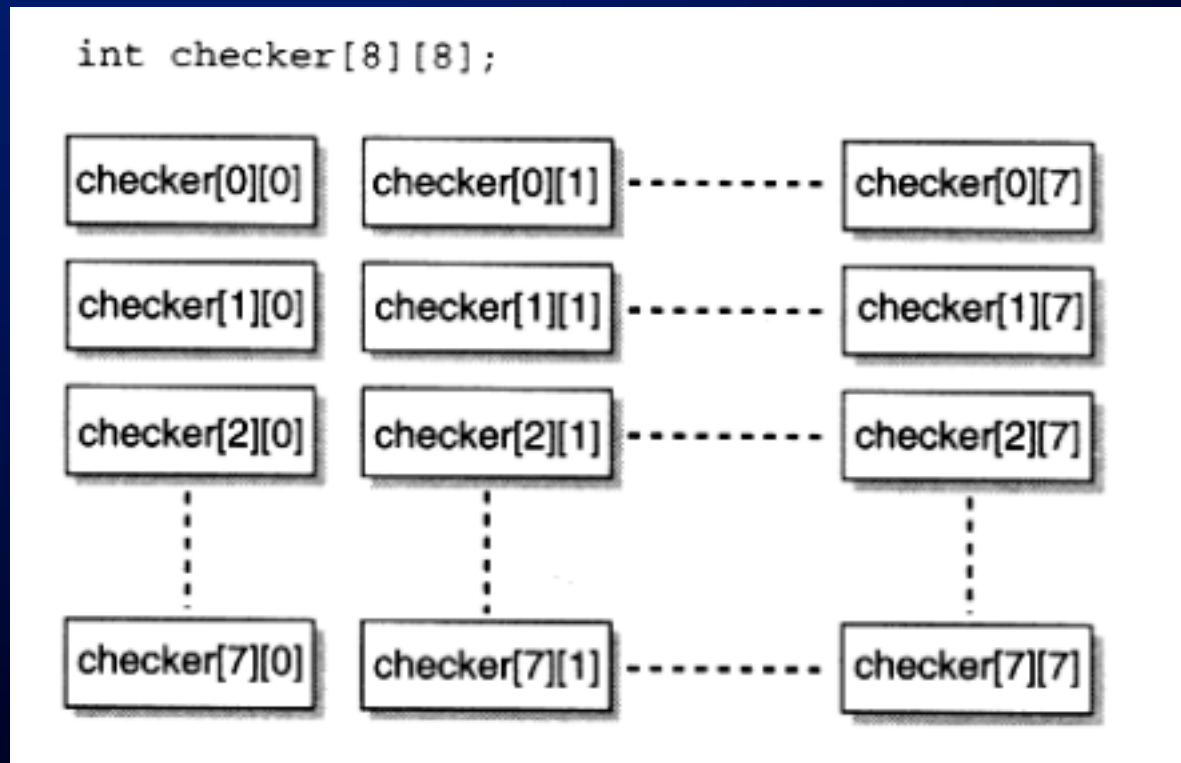 int checker[8][8];
checker[0][0] checker[0][1] checker[0][7]
checker[1][0] checker[1][1] checker[1][7]
checker[2][0] checker[2][1] checker[2][7]
checker[7][0] checker[7][1] checker[7][7]